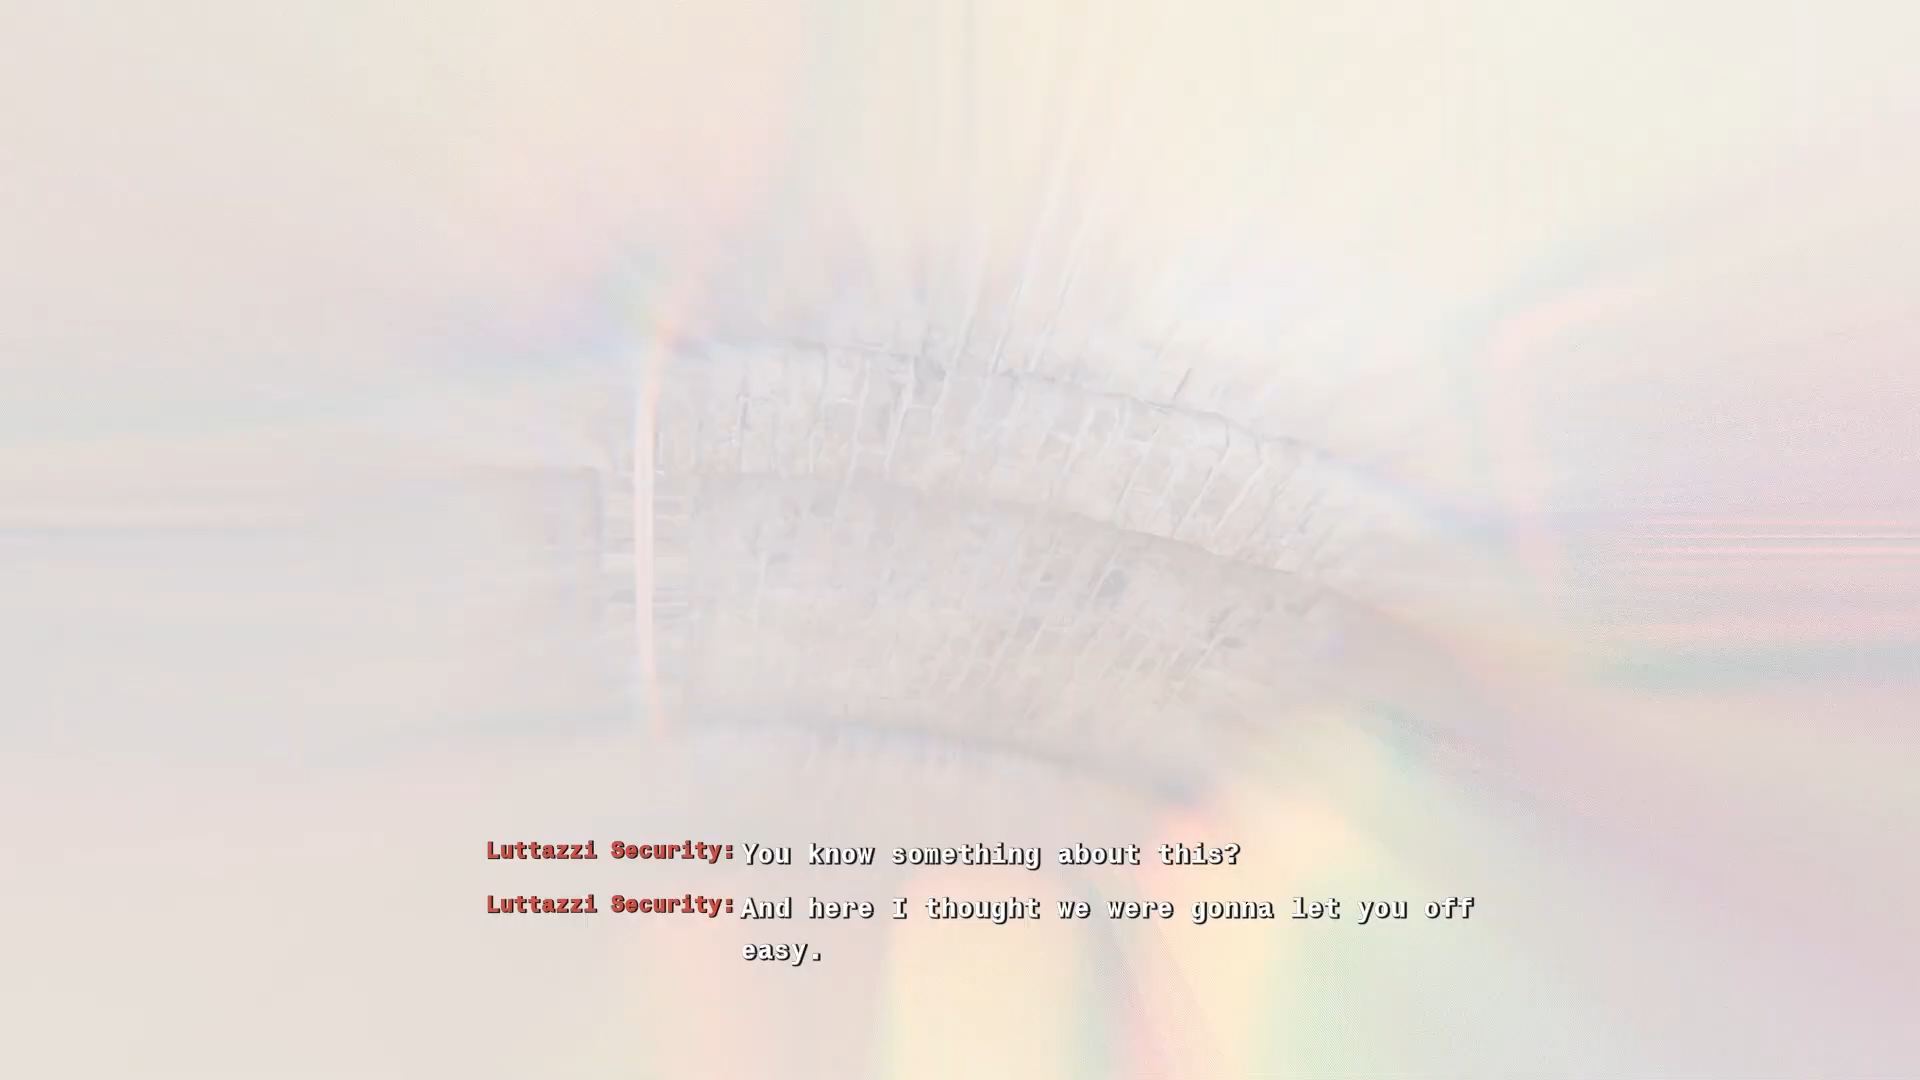 Luttazzi Security: You know something about this?
Luttazzi Security: And here I thought we were gonna let you off
easy.